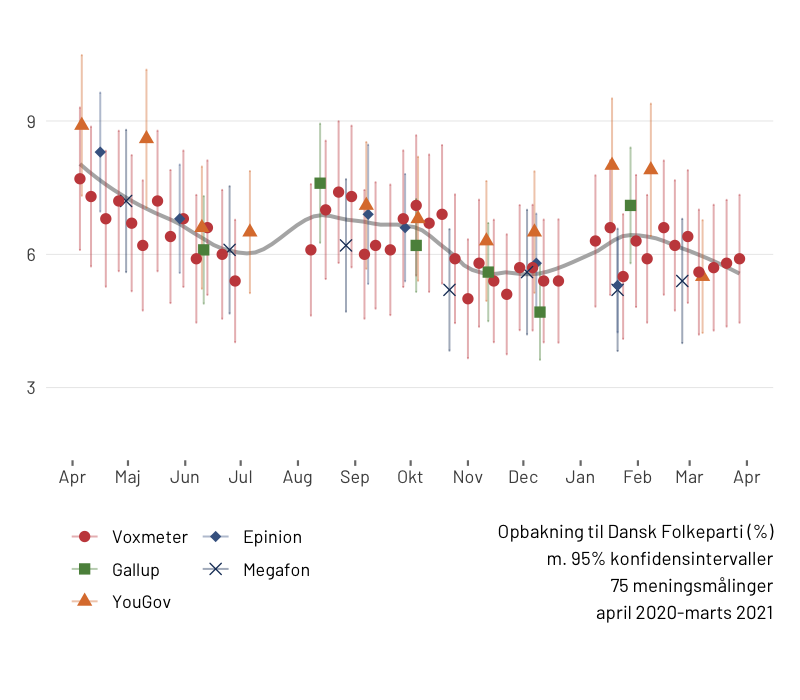 9
6
3
Apr Maj Jun Jul Aug Sep Okt Nov Dec Jan Feb Mar Apr
Voxmeter Epinion
Gallup Megafon
YouGov
Opbakning til Dansk Folkeparti (%)
m. 95% konfidensintervaller
75 meningsmålinger
april 2020-marts 2021